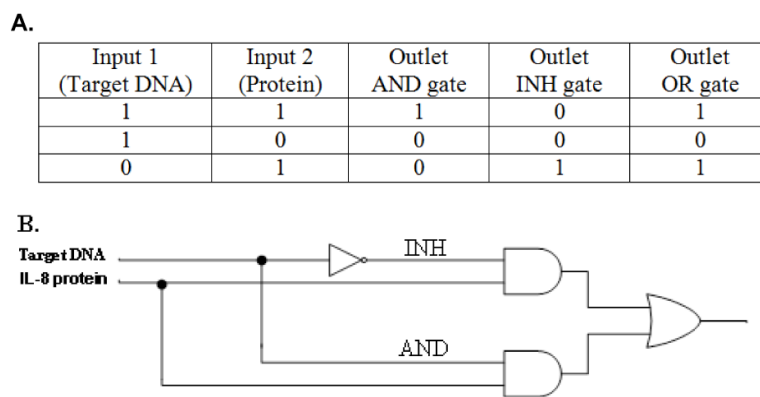 A.
Input 1 Input 2 Outlet Outlet Outlet
(Target DNA) (Protein) AND gate INH gate OR gate
1 1 1 0 1
1 0 0 0 0
0 1 0 1 1
B.
Target DNA INH
IL-8 protein
AND